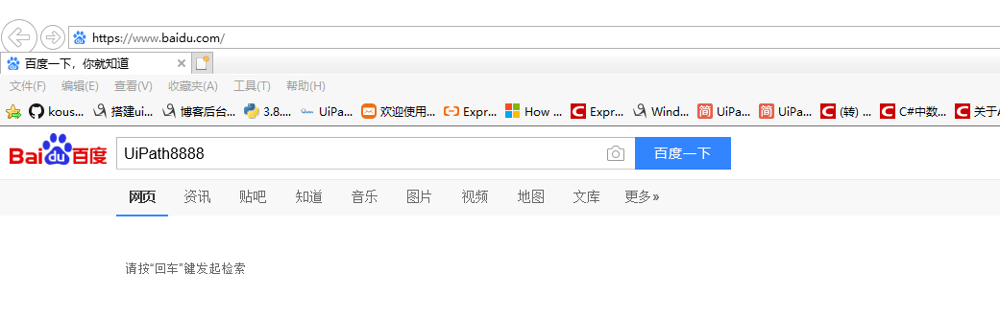 https://www.baidu.com/
百度一下，你就知道
文件(F) 编辑(E) 查看(V) 收藏夹(A) 工具(T) 帮助(H)
kous... 搭建ui... 博客后台... 3.8.... UiPa... 欢迎使用... Expr... How ... Expr... Wind... UiPa... UiPa... (转) ... C#中数... 关于A
Bai du 百度 UiPath8888 百度一下
网页 资讯 贴吧 知道 音乐 图片 视频 地图 文库 更多»
请按“回车”键发起检索